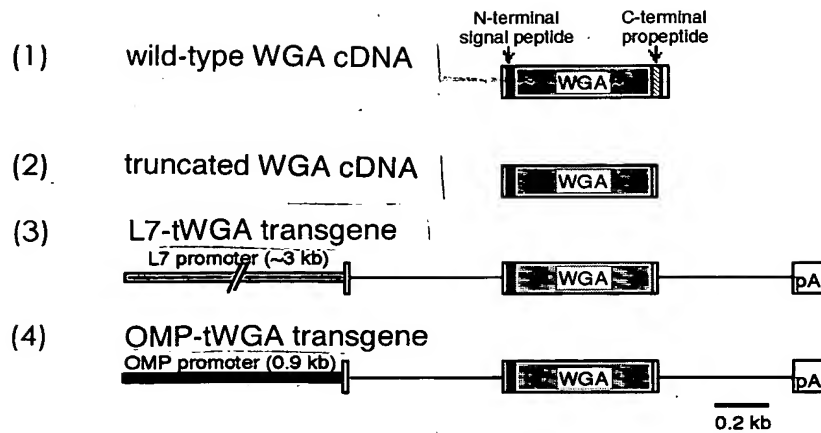 N-terminal signal peptide
C-terminal propeptide
(1) wild-type WGA cDNA
WGA
(2) truncated WGA cDNA
WGA
(3) L7-tWGA transgene
L7 promoter (~3 kb)
WGA
pA
(4) OMP-tWGA transgene
OMP promoter (0.9 kb)
WGA
pA
0.2 kb